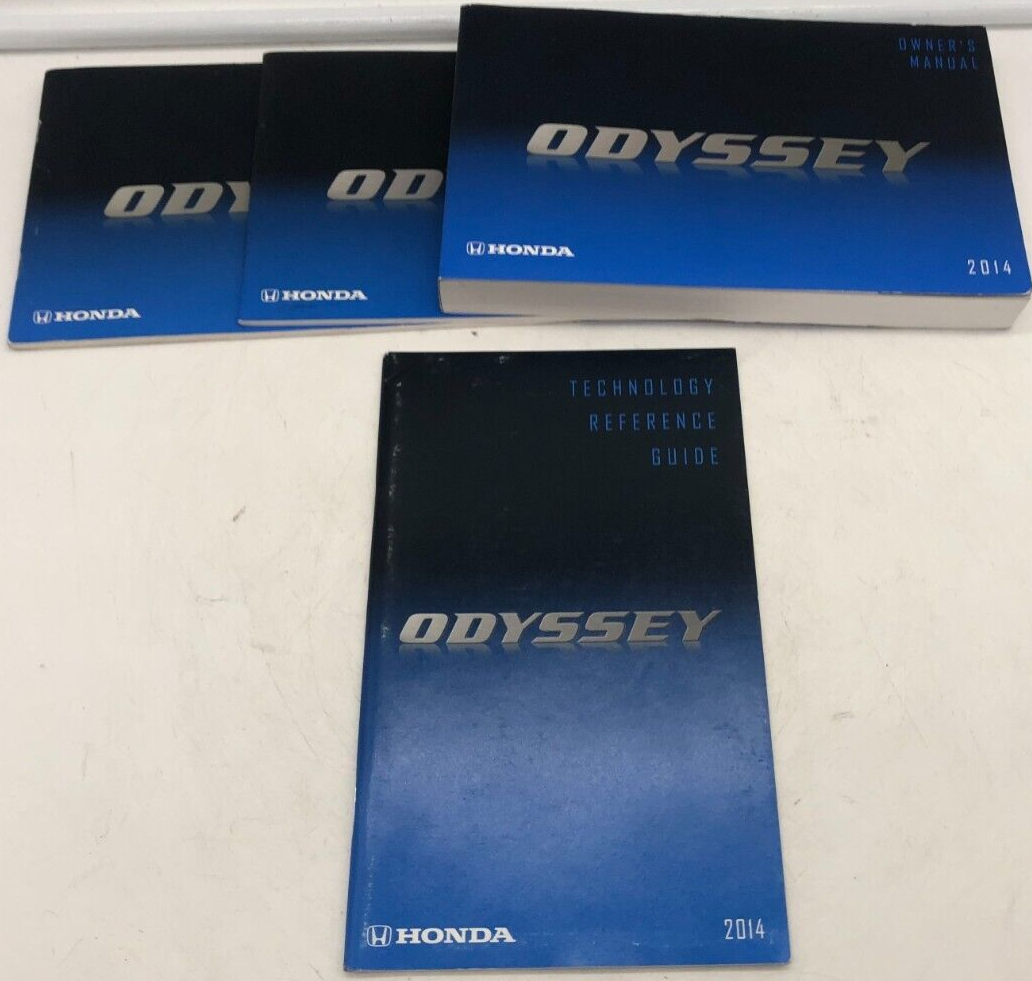 ODY
HONDA
OD
HONDA
OWNER'S
MANUAL
ODYSSEY
HONDA
2014
TECHNOLOGY
REFERENCE
GUIDE
ODYSSEY
HONDA
2014